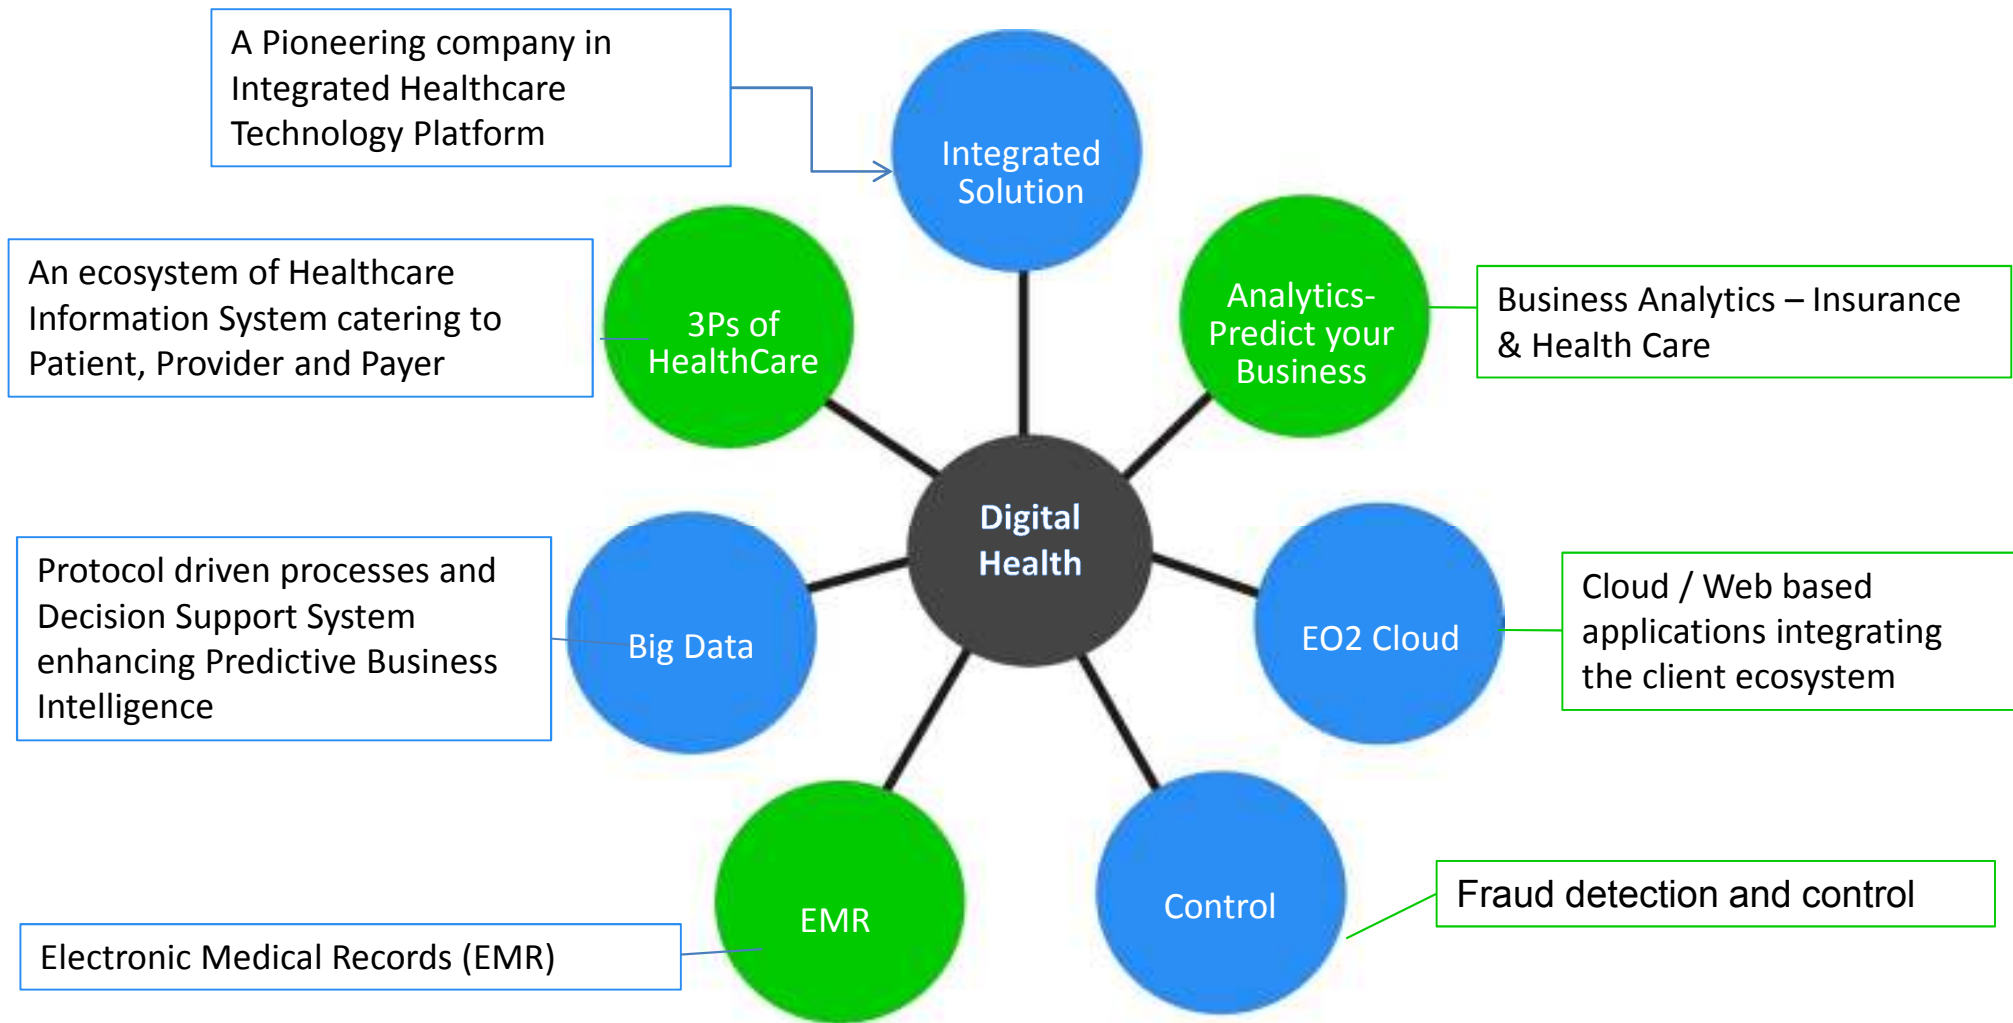 A Pioneering company in
Integrated Healthcare
Technology Platform
Integrated
Solution
An ecosystem of Healthcare
Information System catering to
Patient, Provider and Payer
3Ps of
HealthCare
Analytics-
Predict your
Business
Business Analytics – Insurance
& Health Care
Digital
Health
Protocol driven processes and
Decision Support System
enhancing Predictive Business
Intelligence
Big Data
EO2 Cloud
Cloud / Web based
applications integrating
the client ecosystem
Electronic Medical Records (EMR)
EMR
Control
Fraud detection and control